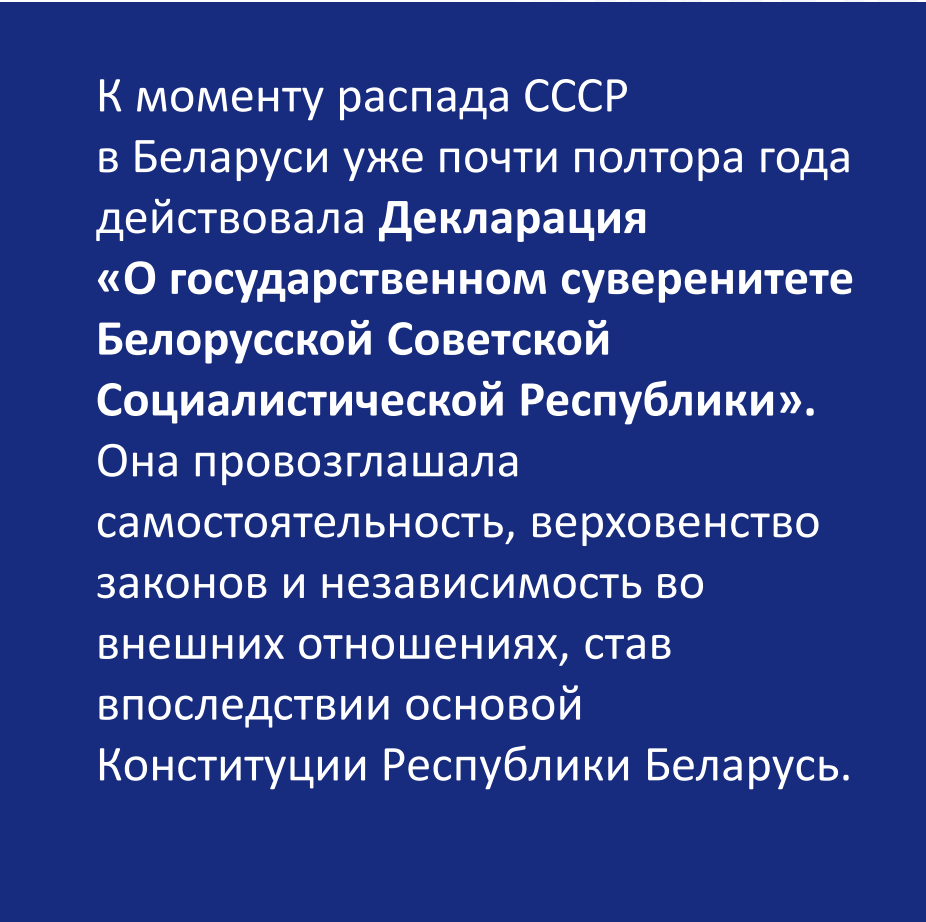 К моменту распада СССР
в Беларуси уже почти полтора года
действовала Декларация
«О государственном суверенитете
Белорусской Советской
Социалистической Республики».
Она провозглашала
самостоятельность, верховенство
законов и независимость во
внешних отношениях, став
впоследствии основой
Конституции Республики Беларусь.